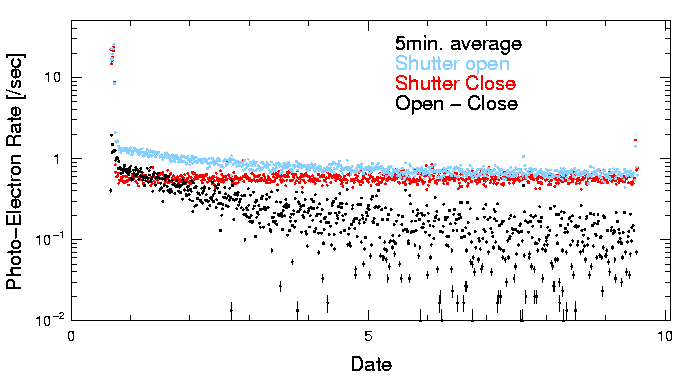 5min. average
Shutter open
Shutter Close
Open − Close
Photo−Electron Rate [/sec]
10
1
10−1
10−2
0
5
10
Date